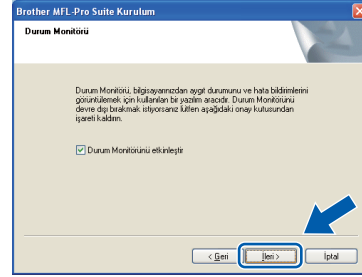 Brother MFL-Pro Suite Kurulum
Durum Monitörü
Durum Monitörü, bilgisayarınızdan aygıt durumunu ve hata bildirimlerini
görüntülemek için kullanılan bir yazılım aracıdır. Durum Monitörünü
devre dışı bırakmak istiyorsanız lütfen aşağıdaki onay kutusundan
işareti kaldırın.
Durum Monitörünü etkinleştir
< Geri
İleri >
İptal